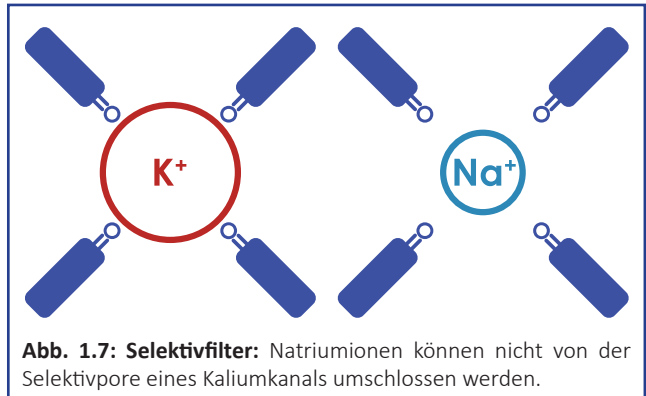 K⁺
Na⁺
Abb. 1.7: Selektivfilter: Natriumionen können nicht von der
Selektivpore eines Kaliumkanals umschlossen werden.